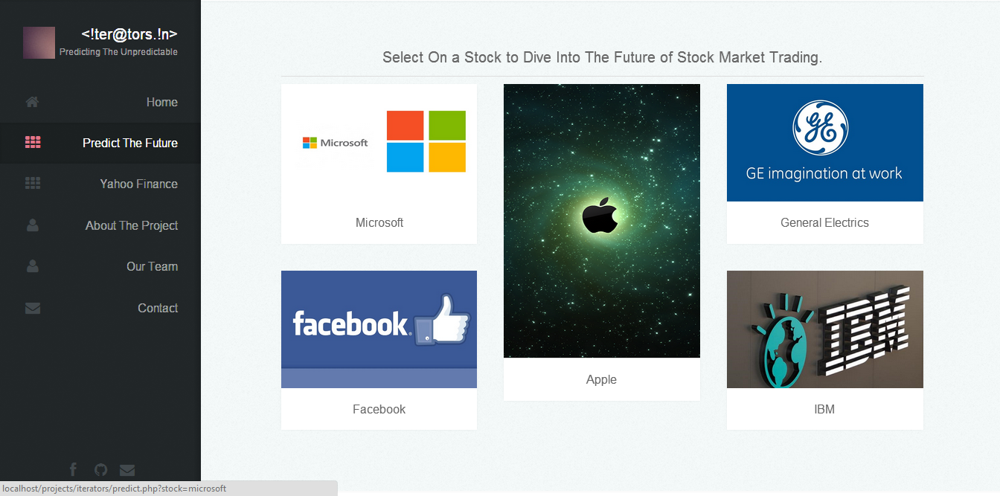 <!ter@tors.!n>
Predicting The Unpredictable
Home
Predict The Future
Yahoo Finance
About The Project
Our Team
Contact
Select On a Stock to Dive Into The Future of Stock Market Trading.
Microsoft
Microsoft
facebook
Facebook
Apple
GE
GE imagination at work
General Electrics
IBM
IBM
localhost/projects/iterators/predict.php?stock=microsoft